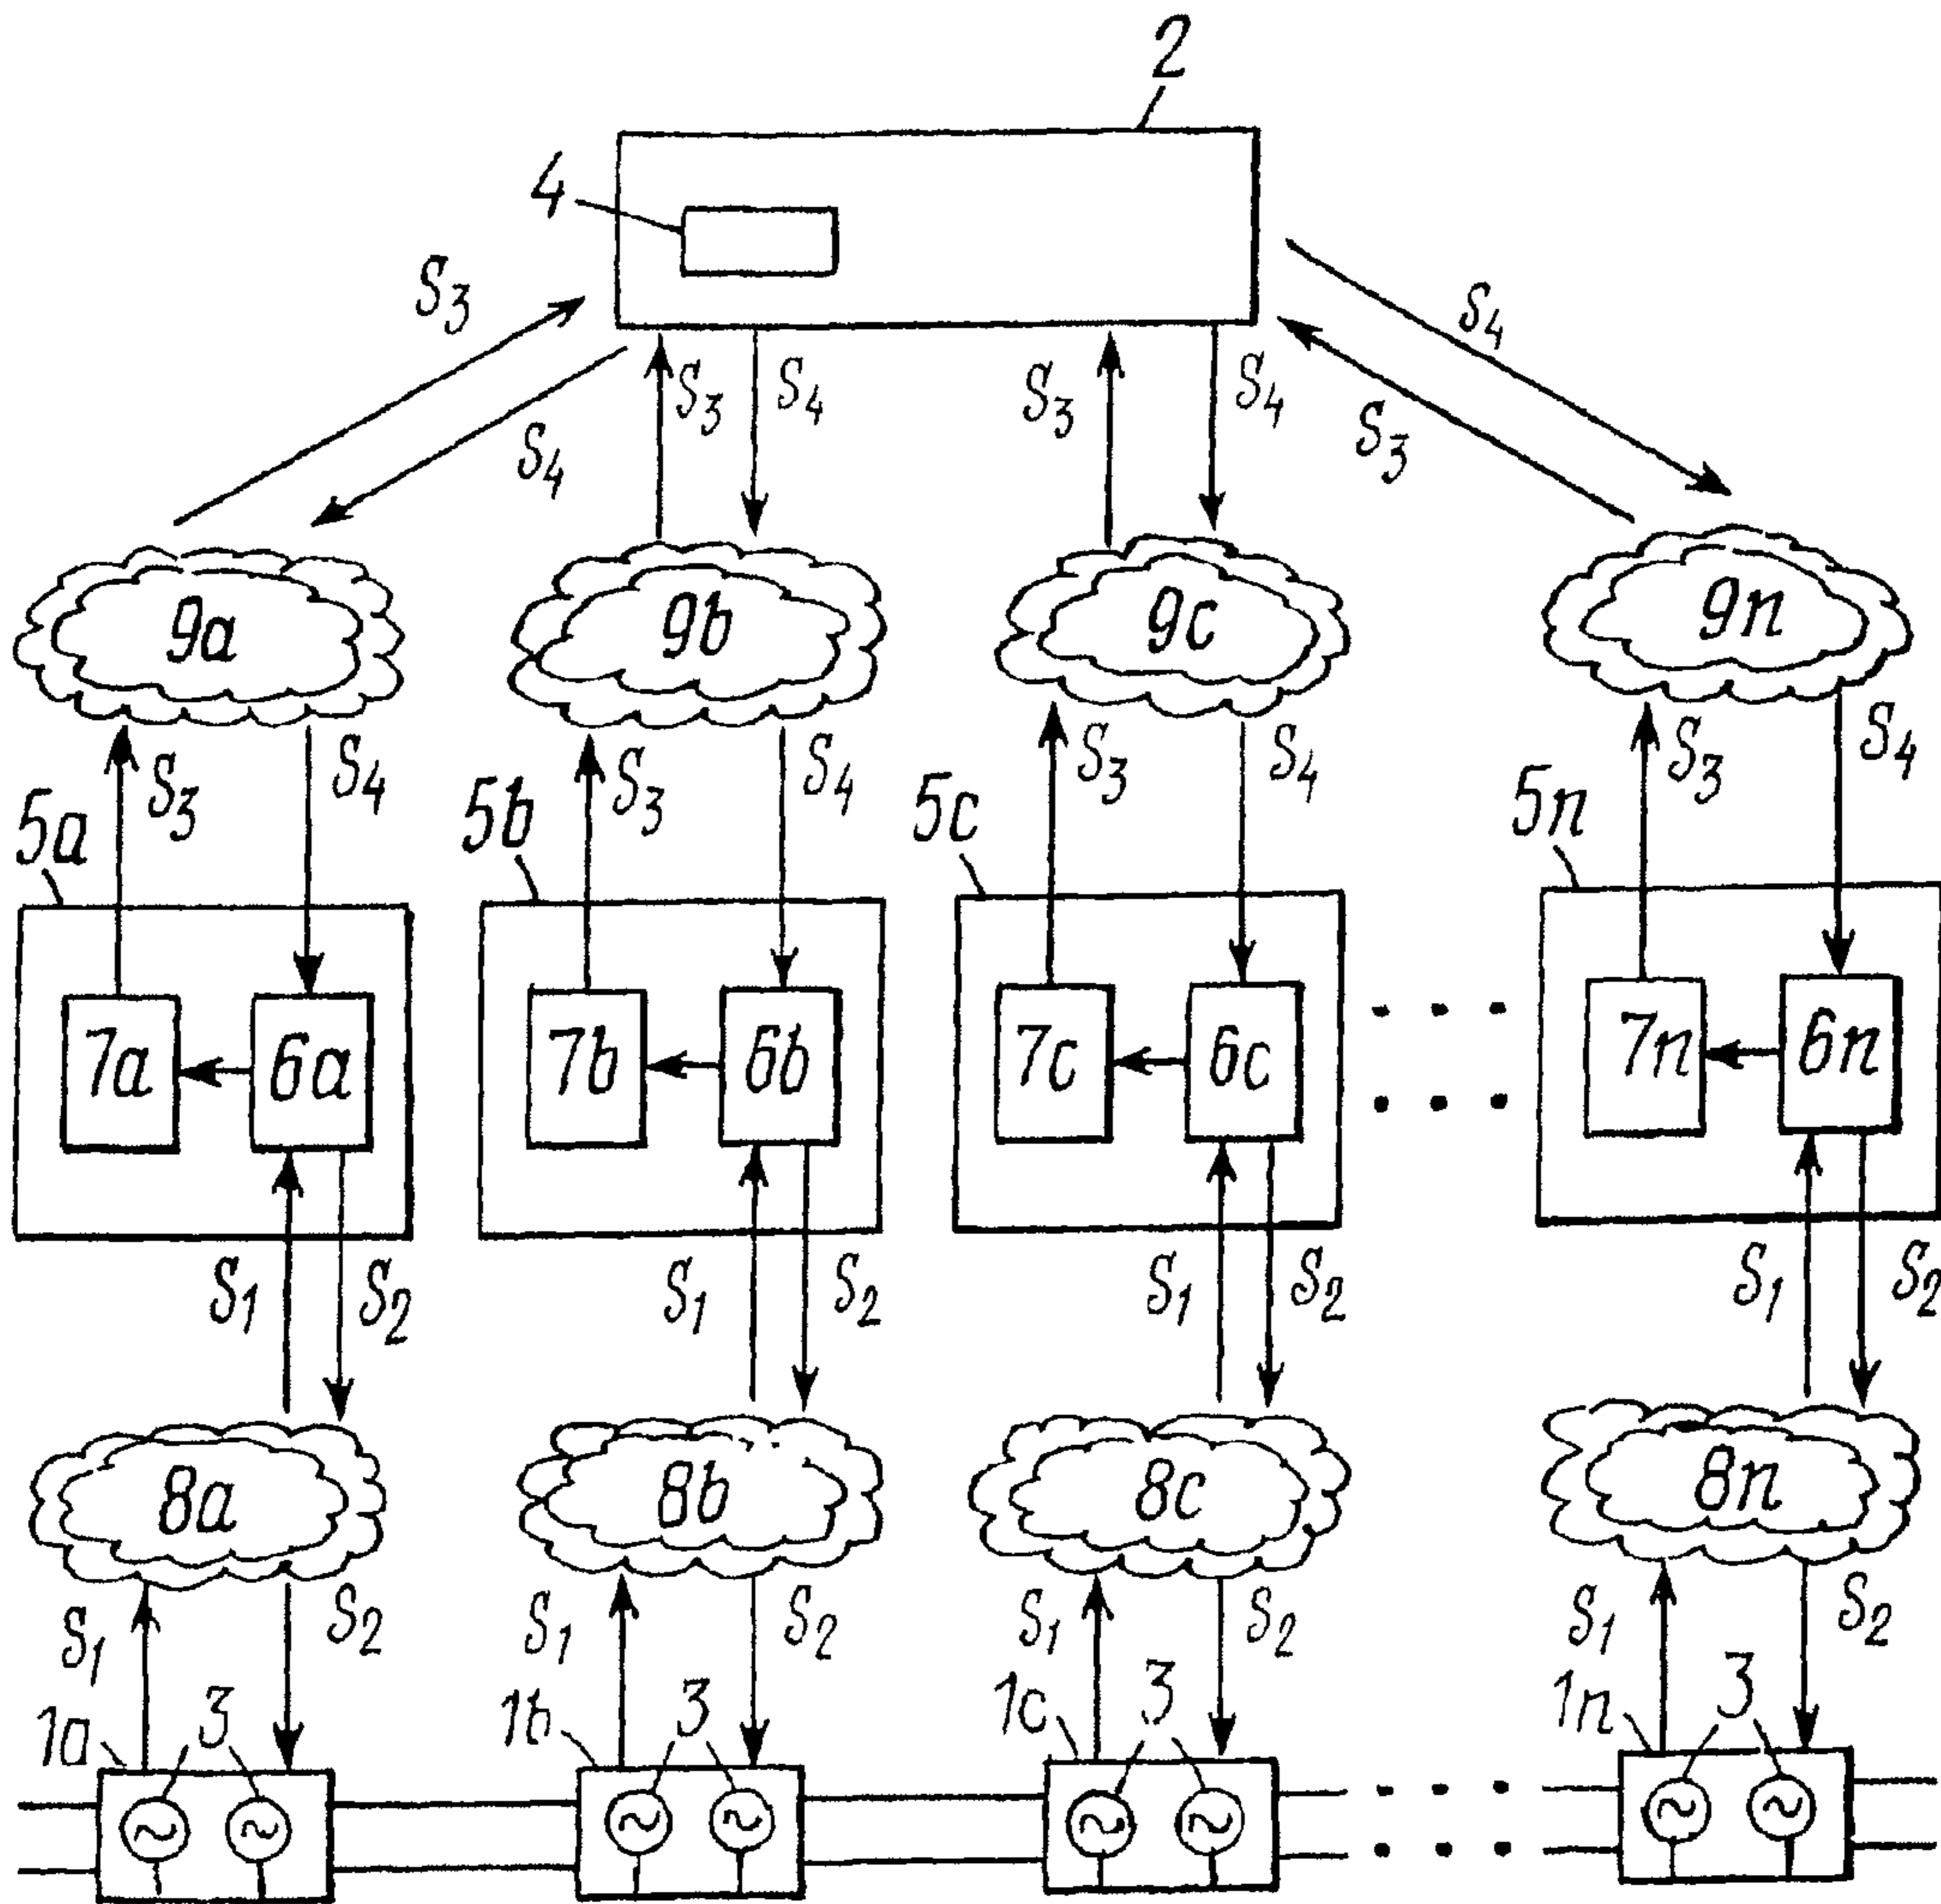 2
4
S₃ S₄ S₃ S₄ S₃ S₄ S₃ S₄
9a 9b 9c 9n
S₃ S₄ S₃ S₄ S₃ S₄ S₃ S₄
5a 5b 5c 5n
7a 6a 7b 6b 7c 6c 7n 6n
S₁ S₂ S₁ S₂ S₁ S₂ S₁ S₂
8a 8b 8c 8n
S₁ S₂ S₁ S₂ S₁ S₂ S₁ S₂
1a 3 1b 3 1c 3 1n 3